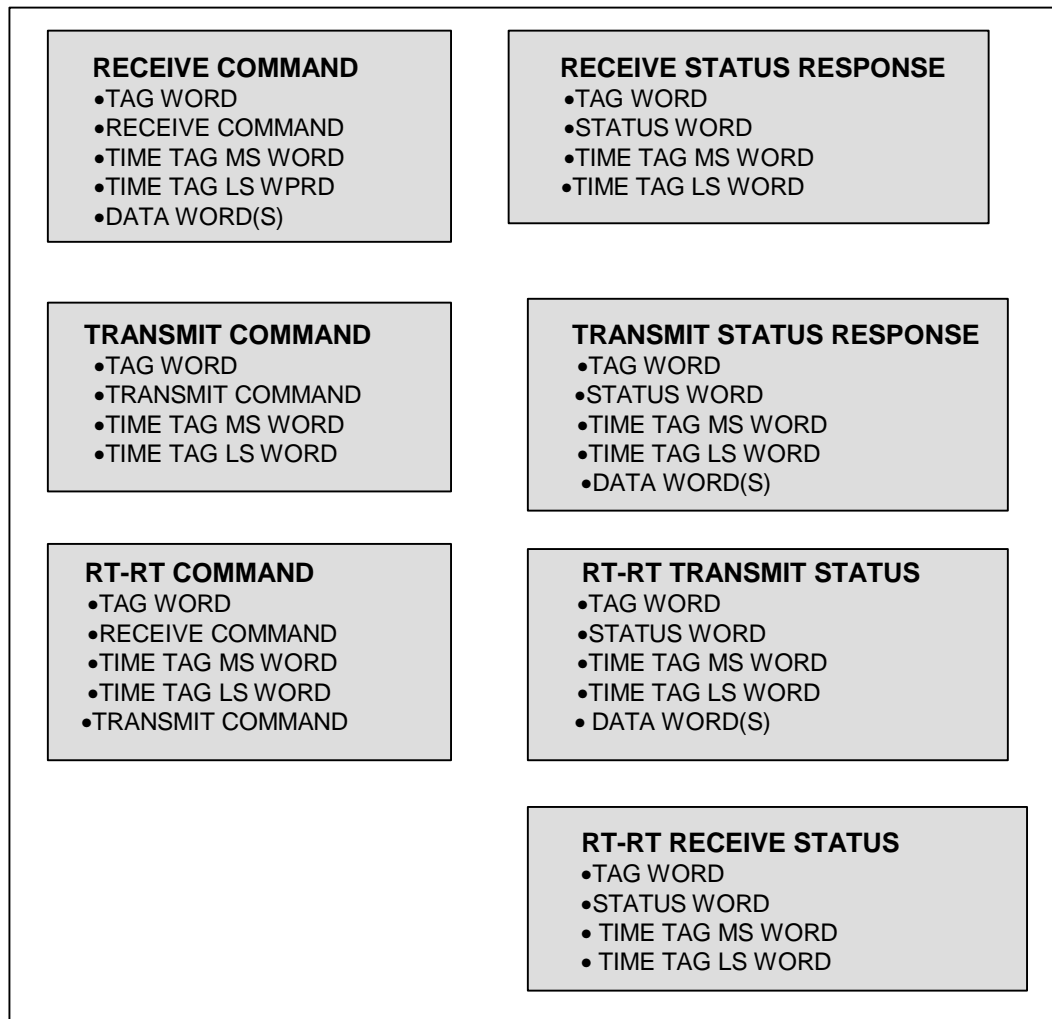 RECEIVE COMMAND
•TAG WORD
•RECEIVE COMMAND
•TIME TAG MS WORD
•TIME TAG LS WPRD
•DATA WORD(S)
RECEIVE STATUS RESPONSE
•TAG WORD
•STATUS WORD
•TIME TAG MS WORD
•TIME TAG LS WORD
TRANSMIT COMMAND
•TAG WORD
•TRANSMIT COMMAND
•TIME TAG MS WORD
•TIME TAG LS WORD
TRANSMIT STATUS RESPONSE
•TAG WORD
•STATUS WORD
•TIME TAG MS WORD
•TIME TAG LS WORD
•DATA WORD(S)
RT-RT COMMAND
•TAG WORD
•RECEIVE COMMAND
•TIME TAG MS WORD
•TIME TAG LS WORD
•TRANSMIT COMMAND
RT-RT TRANSMIT STATUS
•TAG WORD
•STATUS WORD
•TIME TAG MS WORD
•TIME TAG LS WORD
• DATA WORD(S)
RT-RT RECEIVE STATUS
•TAG WORD
•STATUS WORD
• TIME TAG MS WORD
• TIME TAG LS WORD